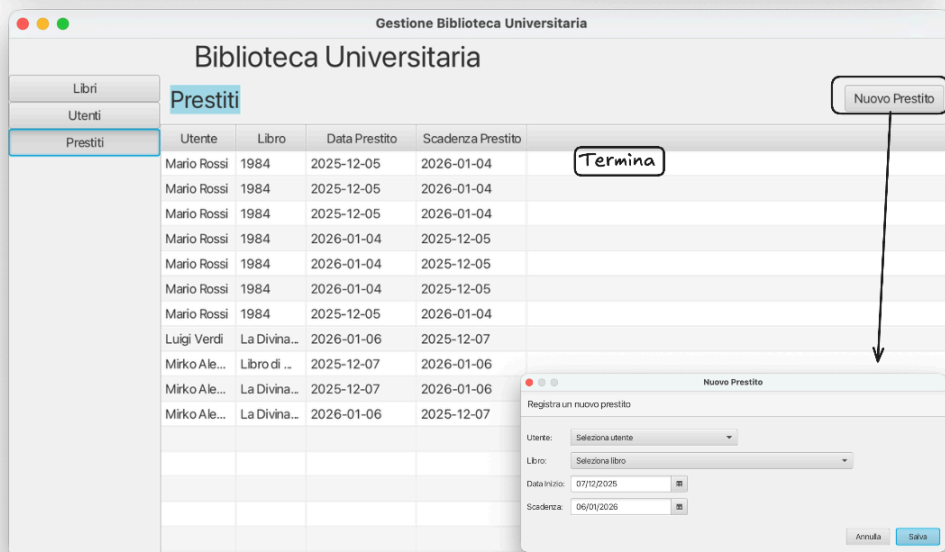 Gestione Biblioteca Universitaria
Biblioteca Universitaria
Libri
Utenti
Prestiti
Prestiti
Nuovo Prestito
Utente Libro Data Prestito Scadenza Prestito
Mario Rossi 1984 2025-12-05 2026-01-04
Termina
Mario Rossi 1984 2025-12-05 2026-01-04
Mario Rossi 1984 2025-12-05 2026-01-04
Mario Rossi 1984 2026-01-04 2025-12-05
Mario Rossi 1984 2026-01-04 2025-12-05
Mario Rossi 1984 2026-01-04 2025-12-05
Mario Rossi 1984 2025-12-05 2026-01-04
Luigi Verdi La Divina... 2026-01-06 2025-12-07
Mirko Ale... Libro di ... 2025-12-07 2026-01-06
Mirko Ale... La Divina... 2025-12-07 2026-01-06
Mirko Ale... La Divina... 2026-01-06 2025-12-07
Nuovo Prestito
Registra un nuovo prestito
Utente: Seleziona utente
Libro: Seleziona libro
Data Inizio: 07/12/2025
Scadenza: 06/01/2026
Annulla Salva